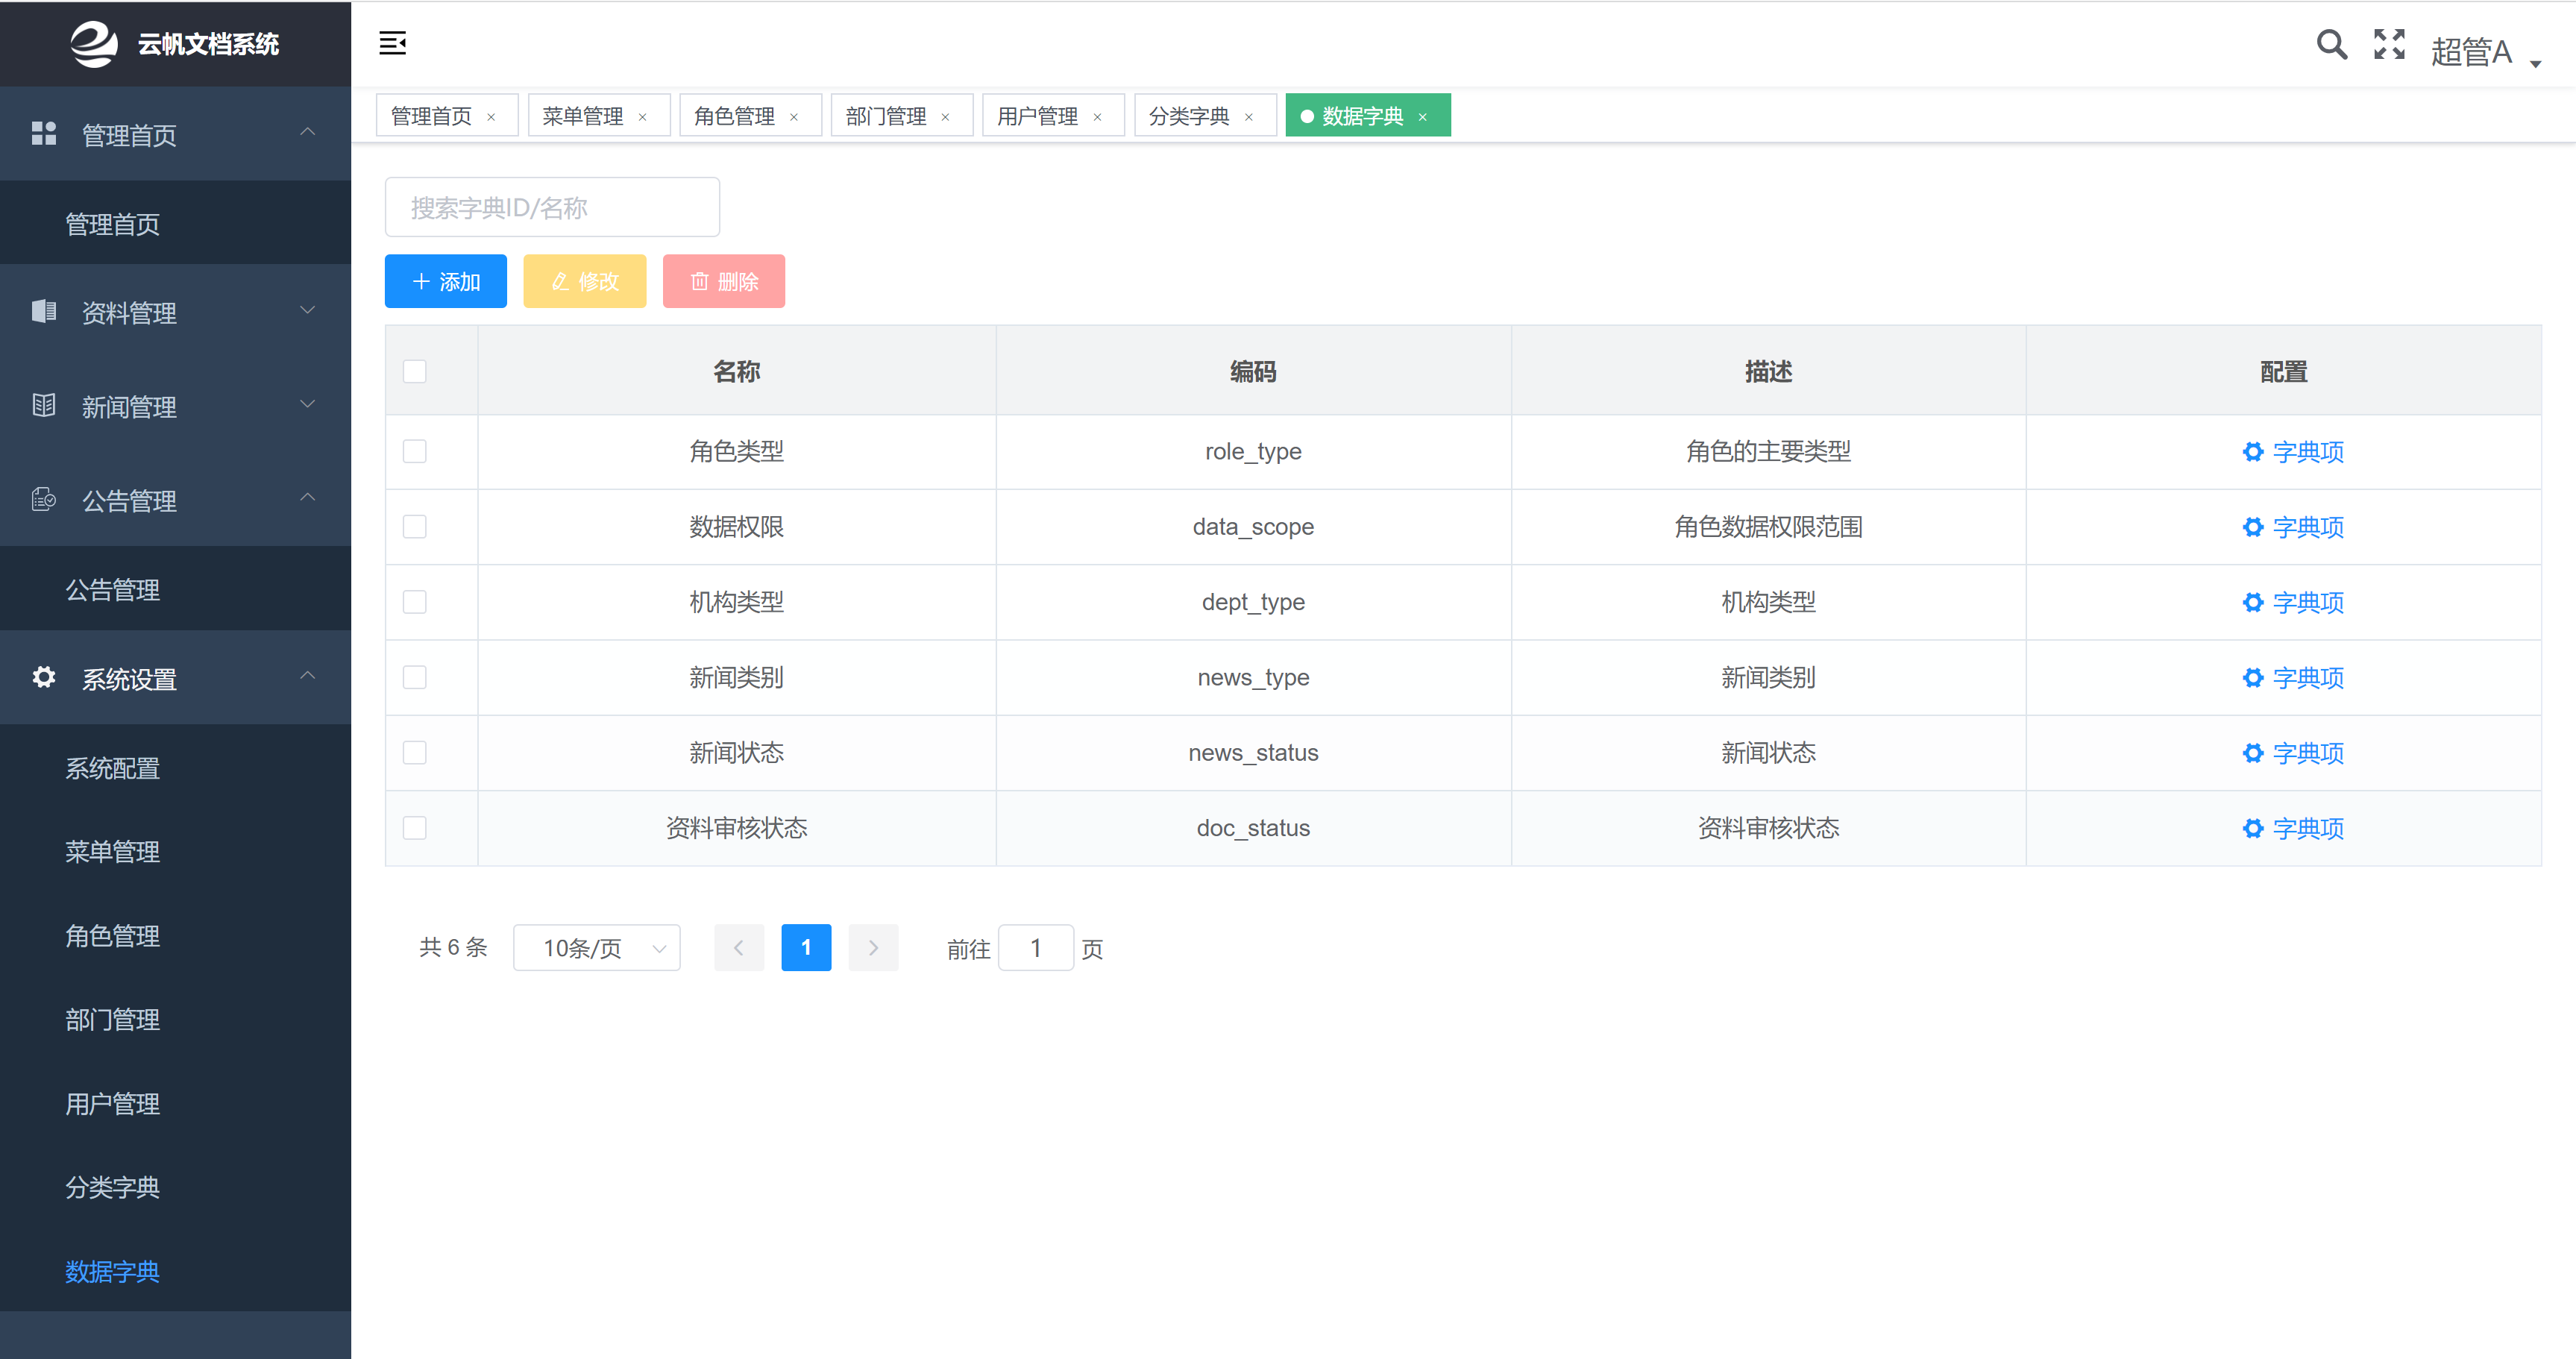 云帆文档系统
超管A
管理首页
管理首页
资料管理
新闻管理
公告管理
公告管理
系统设置
系统配置
菜单管理
角色管理
部门管理
用户管理
分类字典
数据字典
管理首页 × 菜单管理 × 角色管理 × 部门管理 × 用户管理 × 分类字典 × 数据字典 ×
搜索字典ID/名称
添加 修改 删除
名称 编码 描述 配置
角色类型 role_type 角色的主要类型 字典项
数据权限 data_scope 角色数据权限范围 字典项
机构类型 dept_type 机构类型 字典项
新闻类别 news_type 新闻类别 字典项
新闻状态 news_status 新闻状态 字典项
资料审核状态 doc_status 资料审核状态 字典项
共 6 条 10条/页 1 前往 1 页